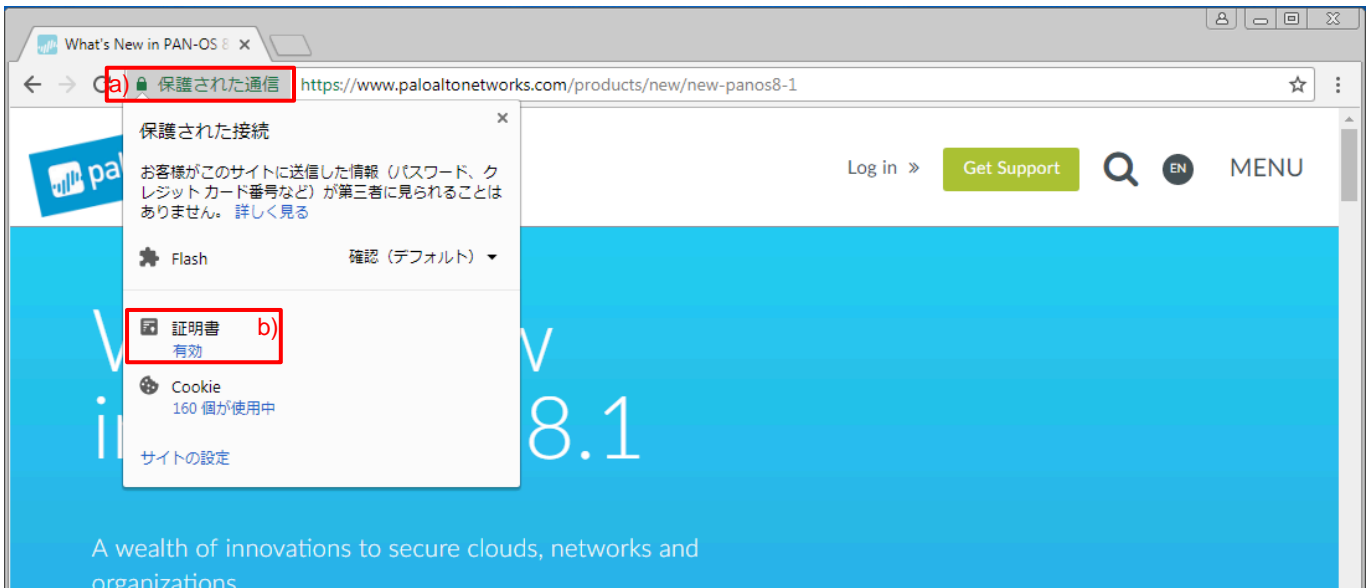 What's New in PAN-OS 8
a) 保護された通信 https://www.paloaltonetworks.com/products/new/new-panos8-1
保護された接続
お客様がこのサイトに送信した情報（パスワード、ク
レジット カード番号など）が第三者に見られることは
ありません。 詳しく見る
Flash 確認（デフォルト）
証明書 b)
有効
Cookie
160 個が使用中
サイトの設定
pal
Log in » Get Support EN MENU
8.1
A wealth of innovations to secure clouds, networks and
organizations